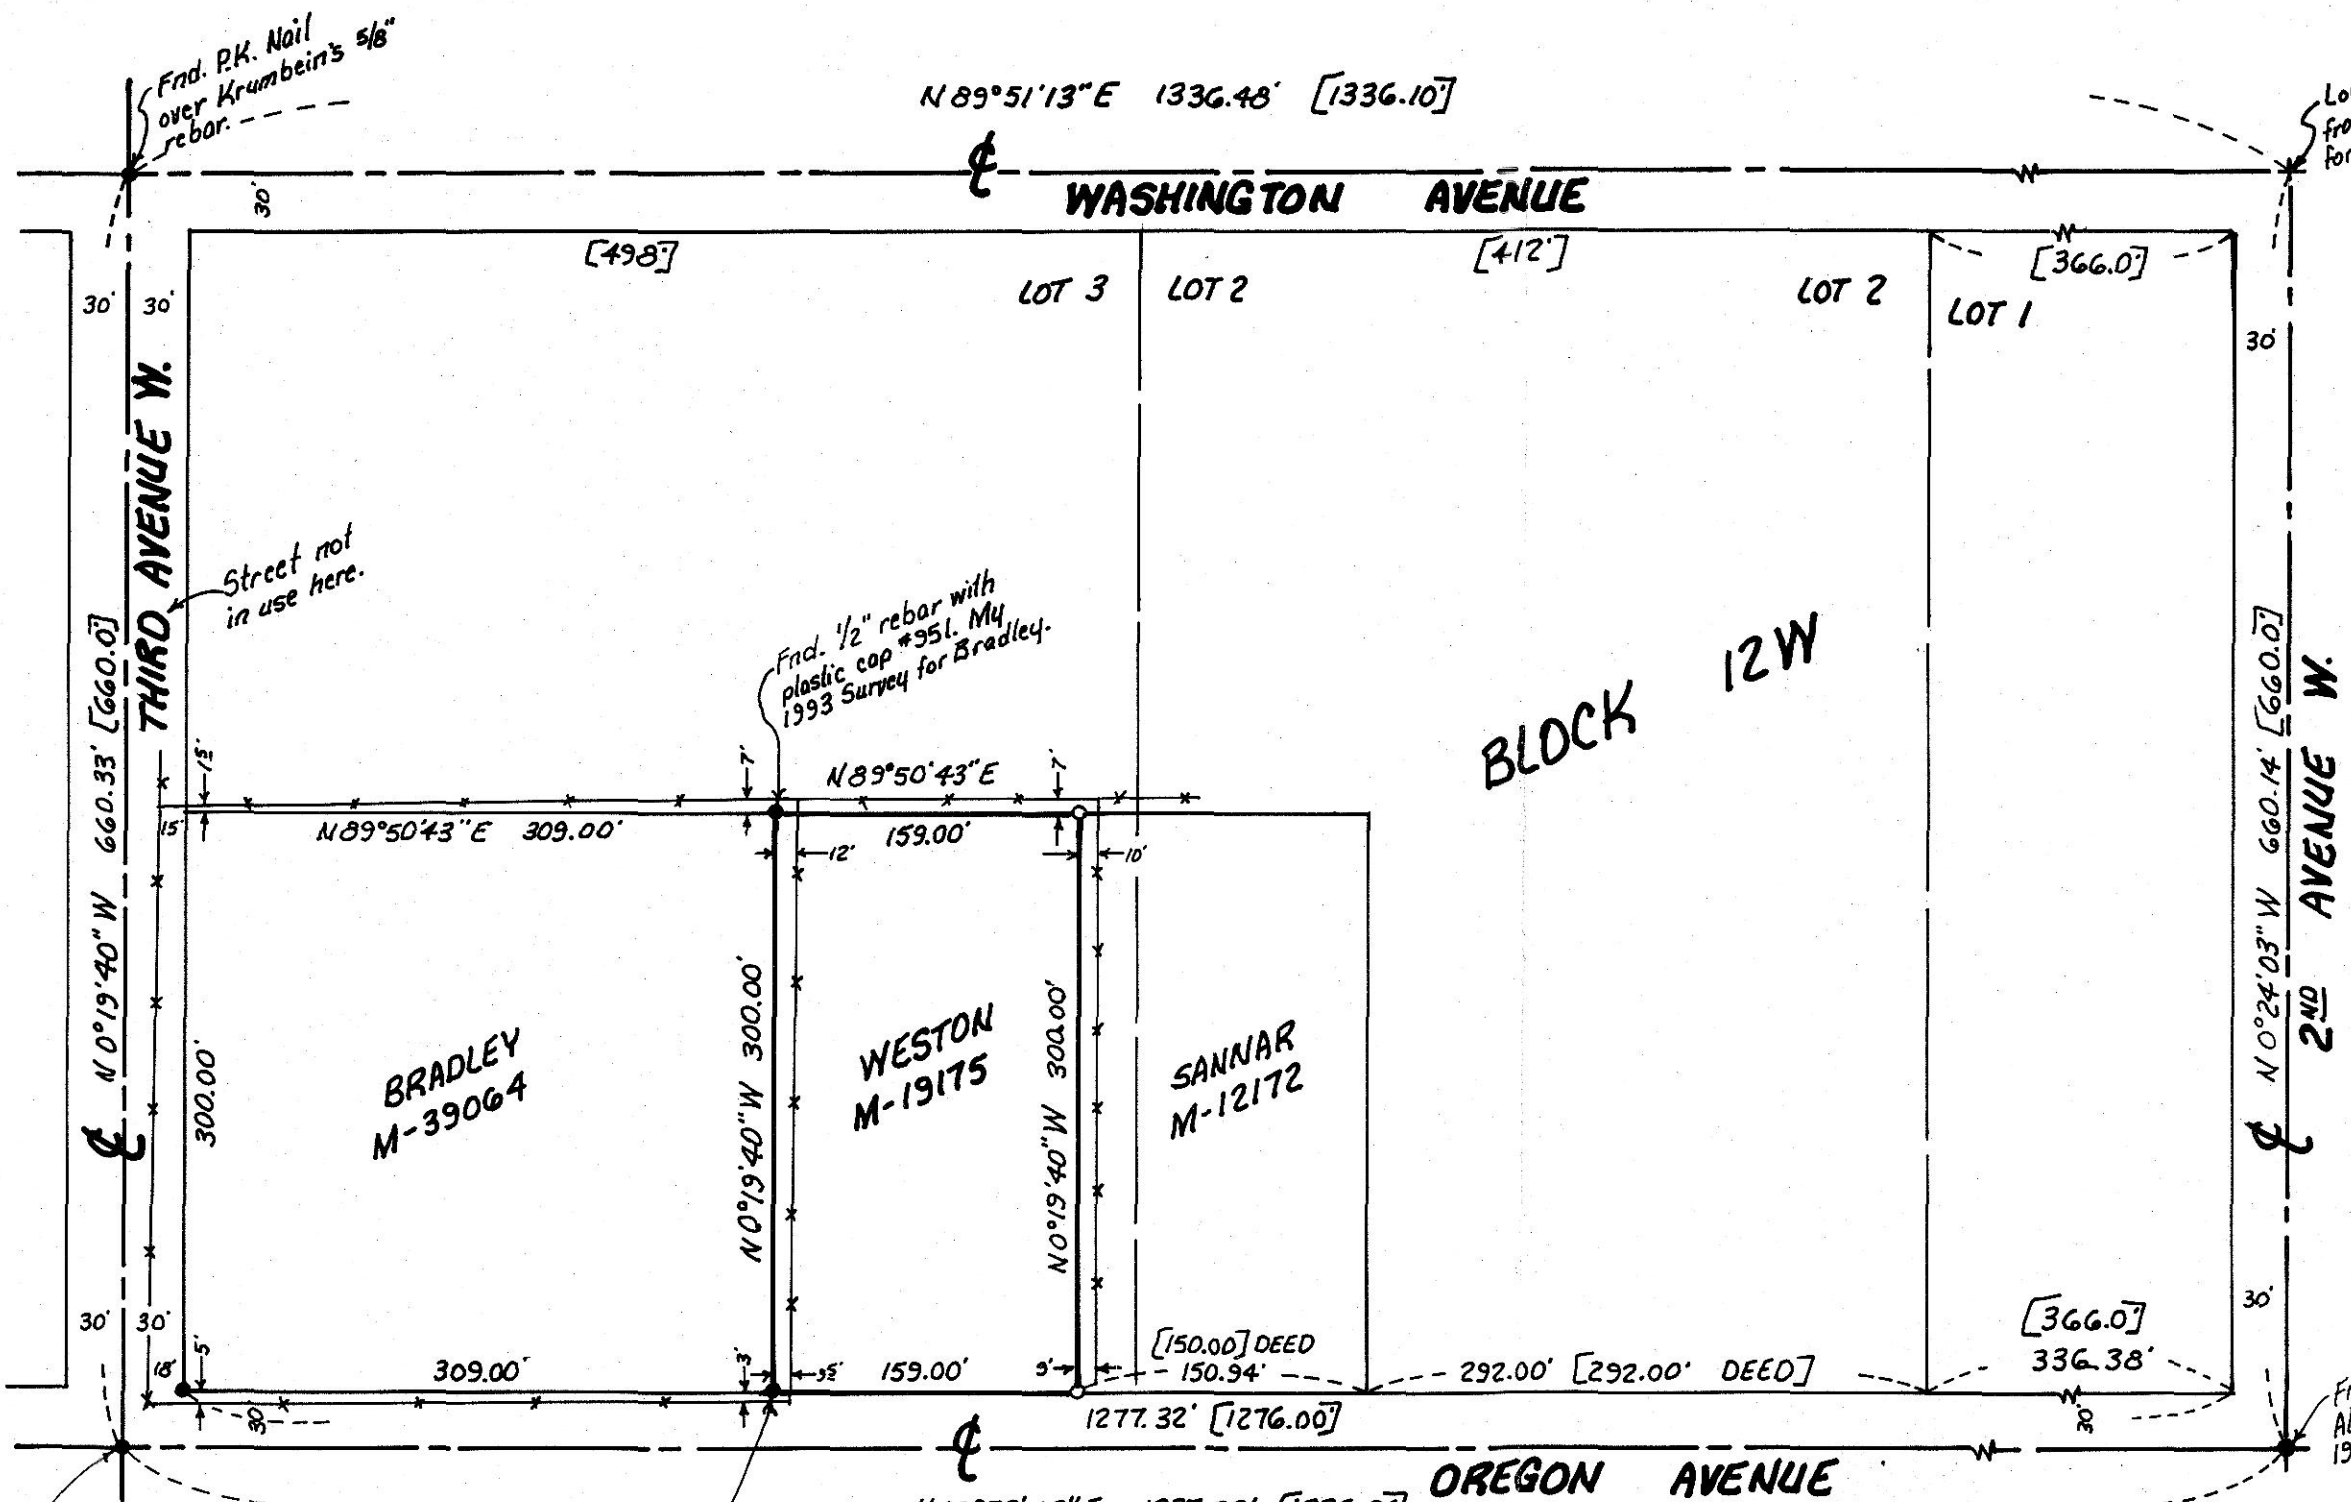 Fnd. P.K. Nail
over Krumbein's 5/8"
rebar.
N 89°51'13" E 1336.48' [1336.10']
℄
WASHINGTON AVENUE
30'
[498']
[412']
[366.0']
LOT 3
LOT 2
LOT 2
LOT 1
30'
30'
30'
THIRD AVENUE W.
Street not
in use here.
N 0°19'40" W 660.33' [660.0']
℄
Fnd. 1/2" rebar with
plastic cap #951. My
1993 Survey for Bradley.
BLOCK 12W
N 0°24'03" W 660.14' [660.0']
2ND AVENUE W.
℄
15'
15'
7'
N 89°50'43" E
7'
N 89°50'43" E 309.00'
159.00'
12'
10'
300.00'
BRADLEY
M-39064
N 0°19'40" W 300.00'
WESTON
M-19175
N 0°19'40" W 300.00'
SANNAR
M-12172
30'
30'
18'
5'
309.00'
3'
159.00'
9'
[150.00] DEED
150.94'
292.00' [292.00' DEED]
[366.0']
336.38'
30'
30'
30'
1277.32' [1276.00']
℄
OREGON AVENUE